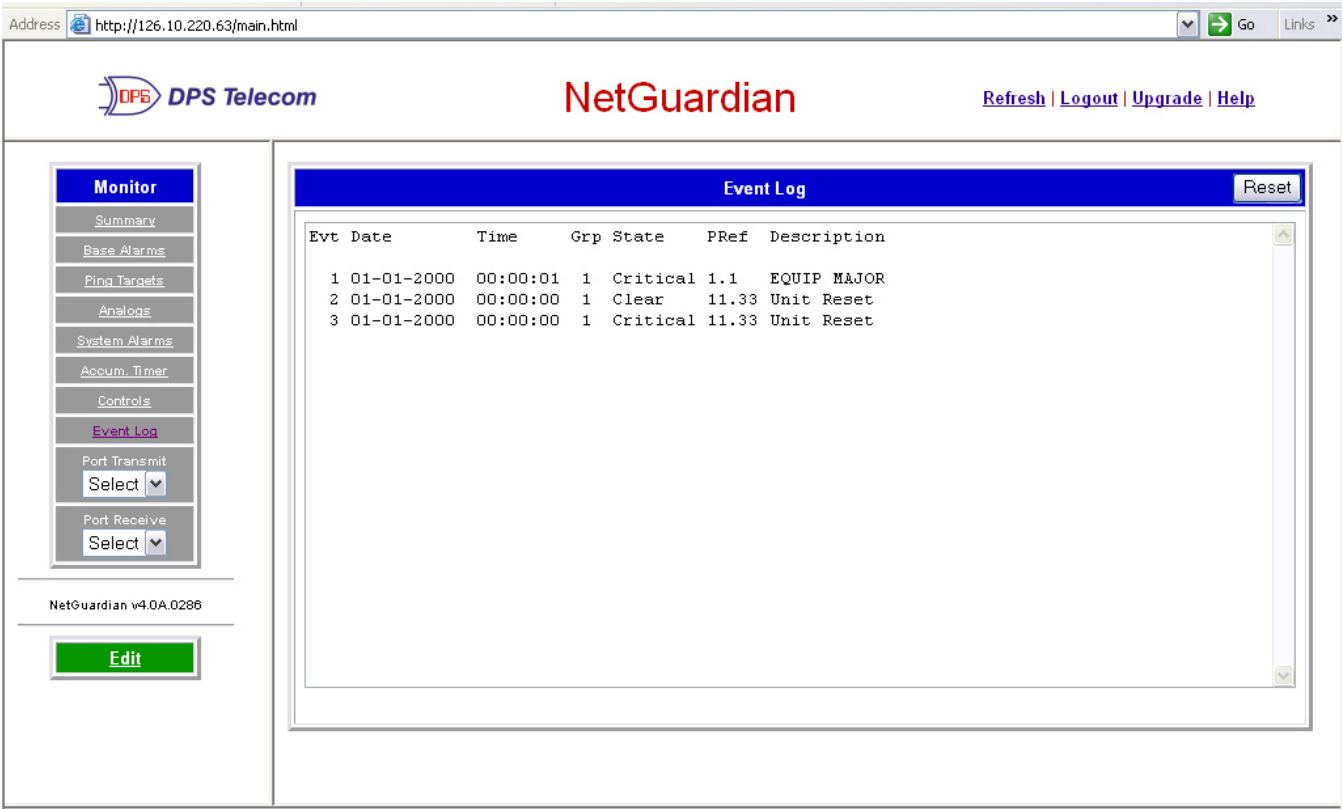 Address http://126.10.220.63/main.html Go Links »
DPS DPS Telecom NetGuardian Refresh | Logout | Upgrade | Help
Monitor
Summary
Base Alarms
Ping Targets
Analogs
System Alarms
Accum. Timer
Controls
Event Log
Port Transmit
Select
Port Receive
Select
NetGuardian v4.0A.0286
Edit
Event Log Reset
Evt Date Time Grp State PRef Description
1 01-01-2000 00:00:01 1 Critical 1.1 EQUIP MAJOR
2 01-01-2000 00:00:00 1 Clear 11.33 Unit Reset
3 01-01-2000 00:00:00 1 Critical 11.33 Unit Reset